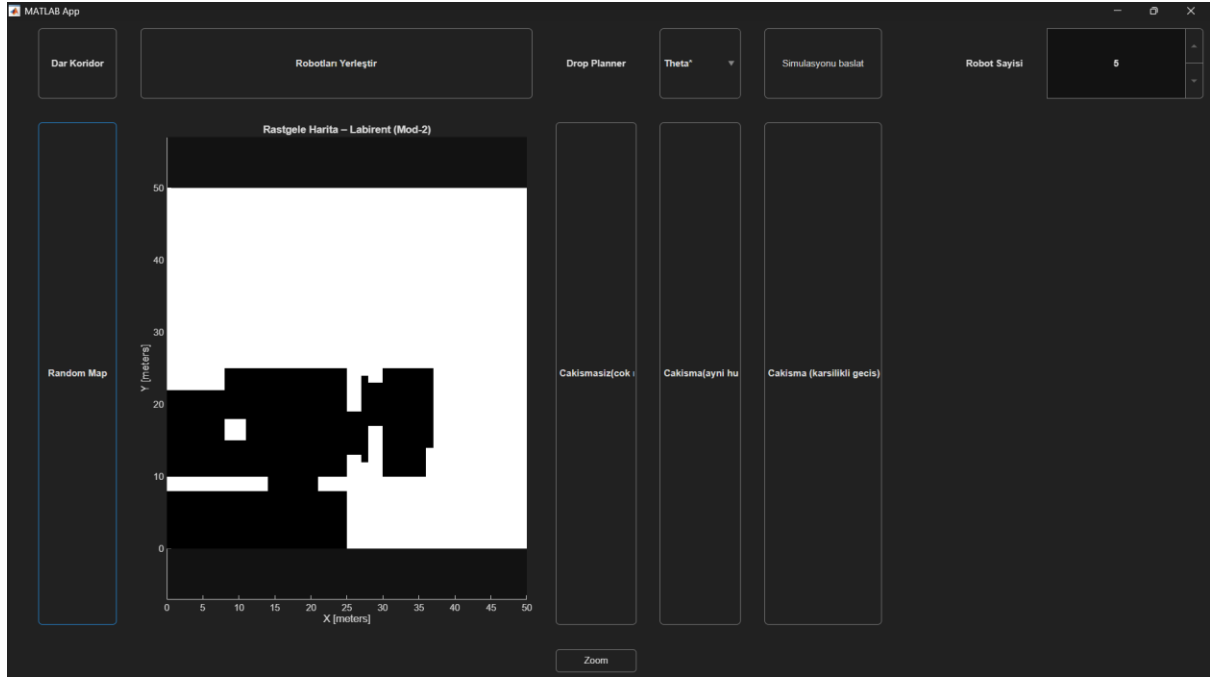 MATLAB App
Dar Koridor
Robotları Yerleştir
Drop Planner
Theta*
Simulasyonu baslat
Robot Sayisi
5
Random Map
Rastgele Harita – Labirent (Mod-2)
Y [meters]
50
40
30
20
10
0
0 5 10 15 20 25 30 35 40 45 50
X [meters]
Cakismasiz(cok
Cakisma(ayni hu
Cakisma (karsilikli gecis)
Zoom